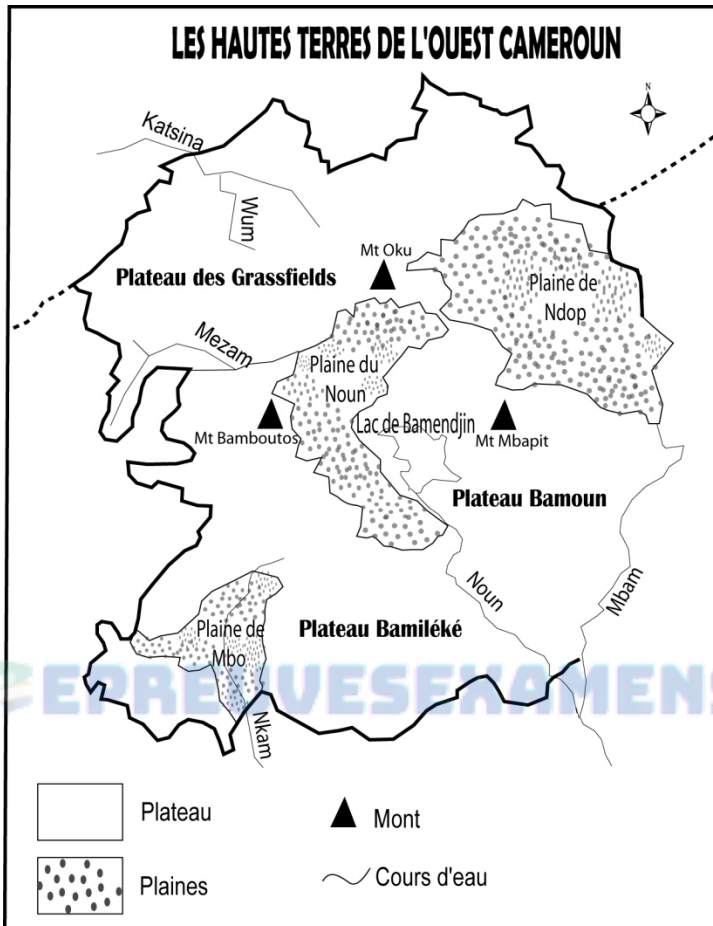 LES HAUTES TERRES DE L'OUEST CAMEROUN
N
Katsina
Wum
Mt Oku
Plateau des Grassfields
Plaine de
Ndop
Mezam
Plaine du
Noun
Mt Bamboutos
Lac de Bamendjin
Mt Mbapit
Plateau Bamoun
Noun
Mbam
Plaine de
Mbo
Plateau Bamiléké
EPREUVESEXAMENS
Nkam
Plateau
Mont
Plaines
Cours d'eau